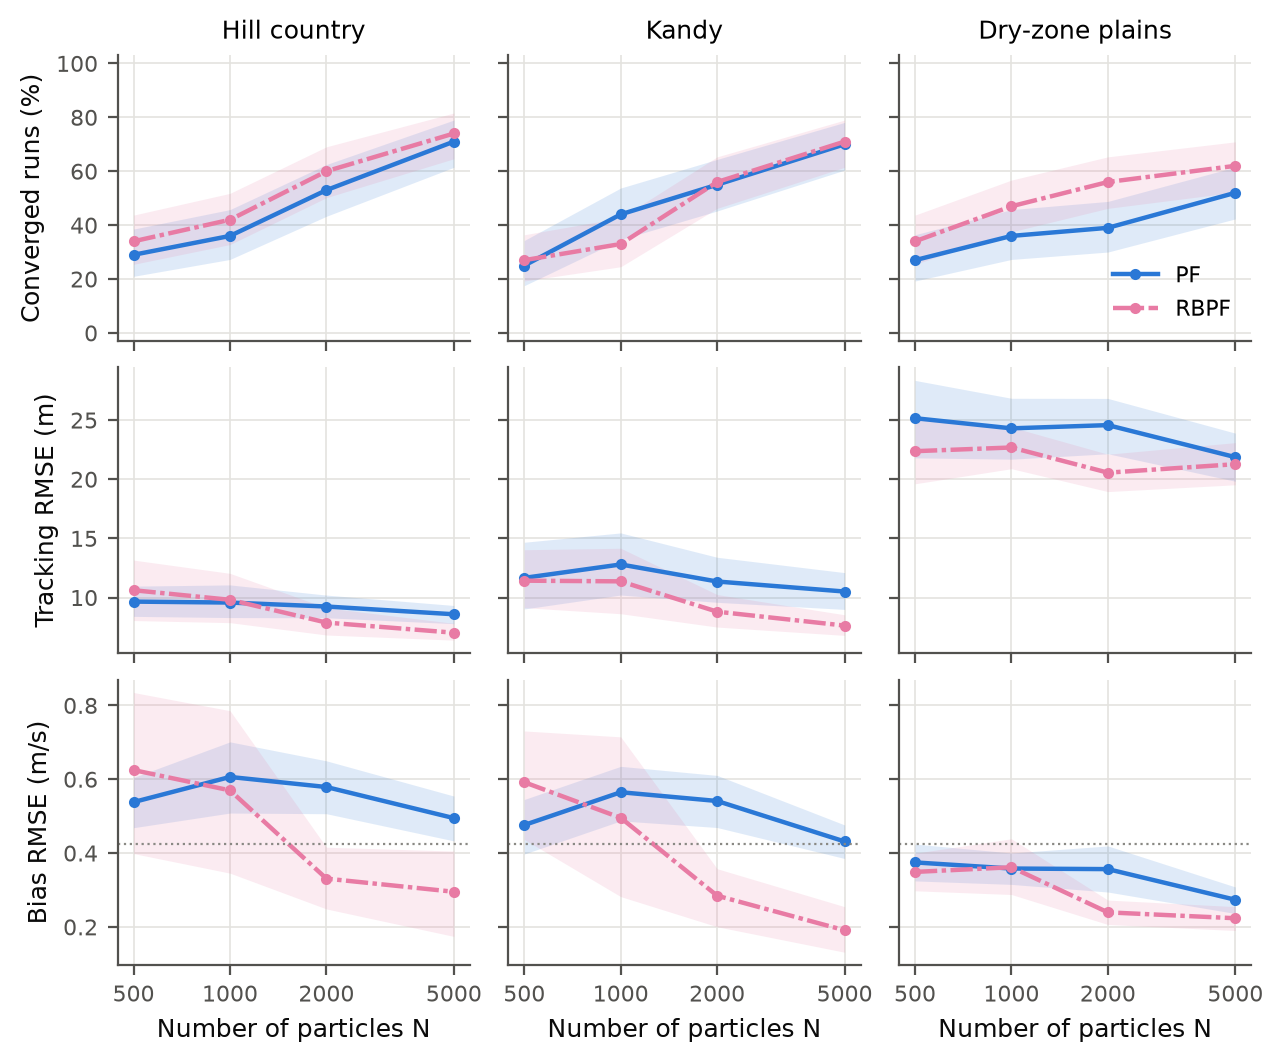 Hill country
Kandy
Dry-zone plains
Converged runs (%)
100
80
60
40
20
0
PF
RBPF
Tracking RMSE (m)
25
20
15
10
Bias RMSE (m/s)
0.8
0.6
0.4
0.2
500 1000 2000 5000
500 1000 2000 5000
500 1000 2000 5000
Number of particles N
Number of particles N
Number of particles N